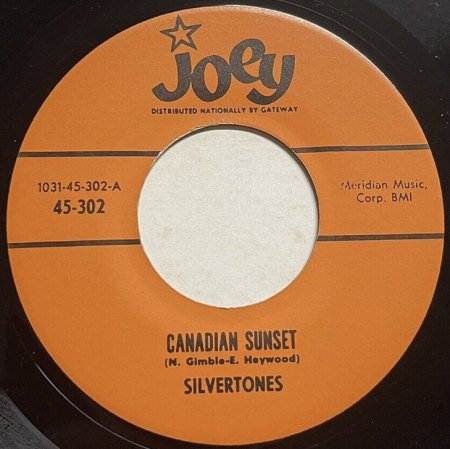 Joey
DISTRIBUTED NATIONALLY BY GATEWAY
1031-45-302-A
45-302
Meridian Music,
Corp. BMI
CANADIAN SUNSET
(N. Gimble-E. Heywood)
SILVERTONES